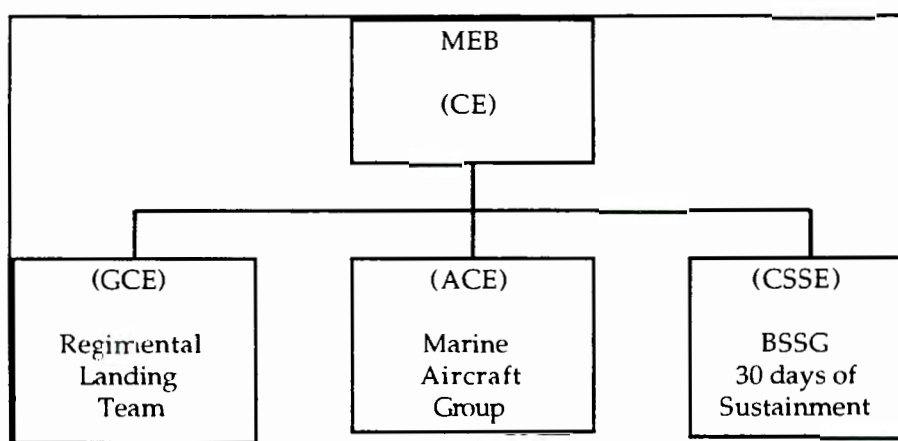 MEB
(CE)
(GCE)
Regimental
Landing
Team
(ACE)
Marine
Aircraft
Group
(CSSE)
BSSG
30 days of
Sustainment